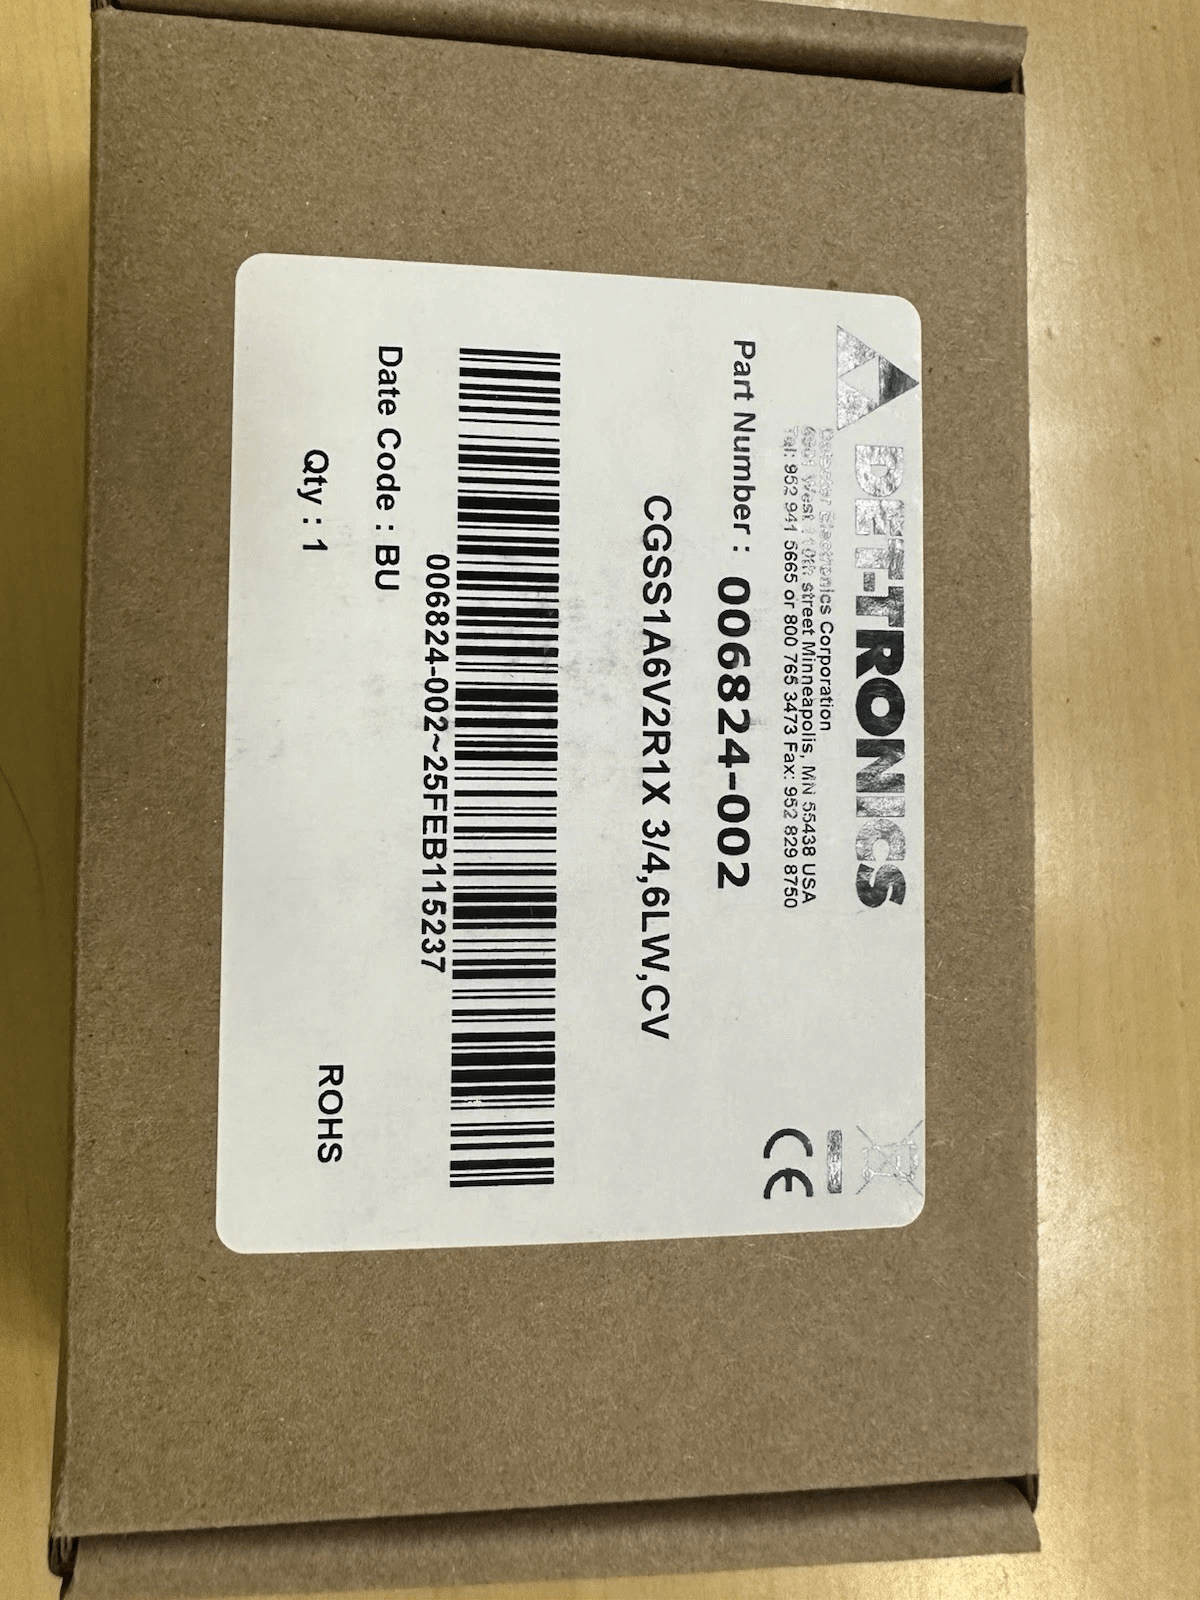 DET-TRONICS
Detector Electronics Corporation
6901 West 110th street Minneapolis, MN 55438 USA
Tel: 952 941 5665 or 800 765 3473 Fax: 952 829 8750
CE
Part Number : 006824-002
CGSS1A6V2R1X 3/4,6LW,CV
006824-002~25FEB115237
Date Code : BU
Qty : 1
ROHS